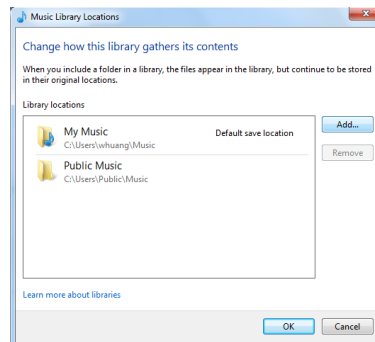 Music Library Locations
Change how this library gathers its contents
When you include a folder in a library, the files appear in the library, but continue to be stored
in their original locations.
Library locations
My Music
Default save location
C:\Users\whuang\Music
Public Music
C:\Users\Public\Music
Add...
Remove
Learn more about libraries
OK
Cancel